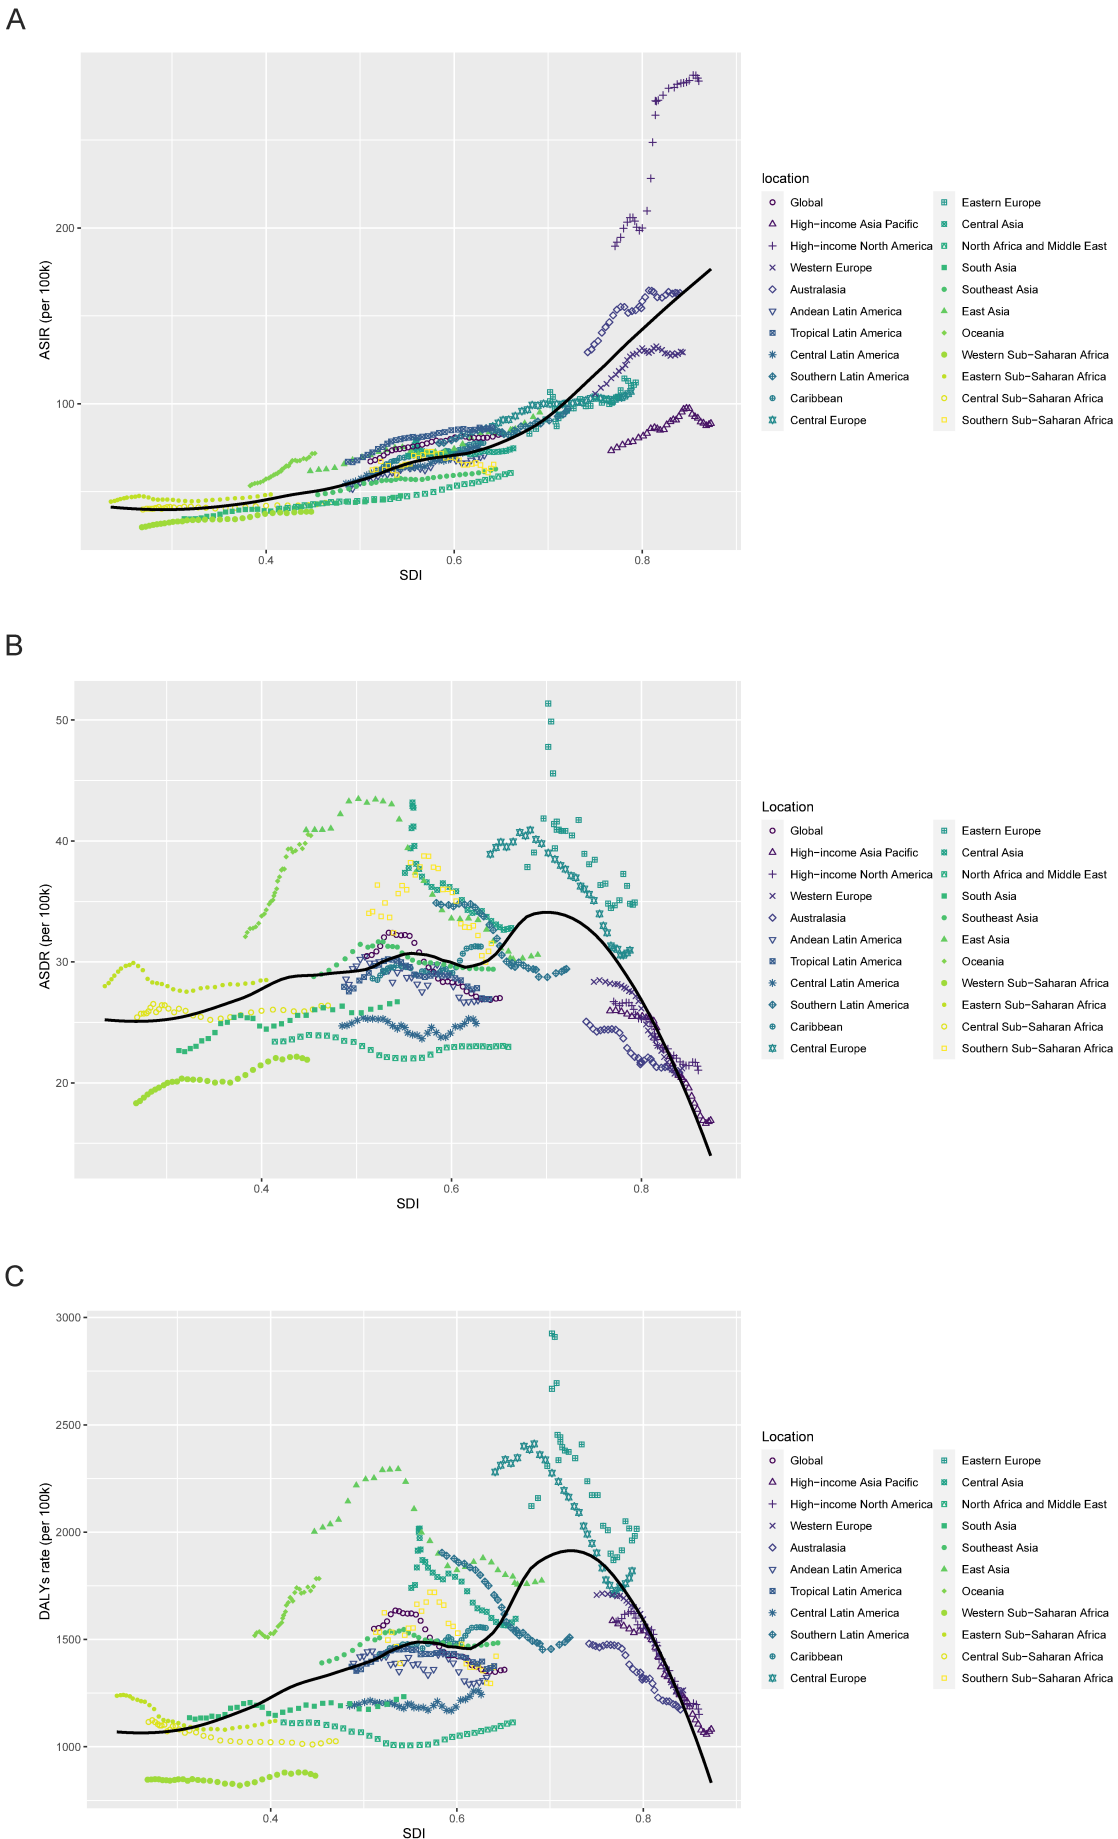 A
200
100
ASIR (per 100k)
0.4 0.6 0.8
SDI
location
Global Eastern Europe
High-income Asia Pacific Central Asia
High-income North America North Africa and Middle East
Western Europe South Asia
Australasia Southeast Asia
Andean Latin America East Asia
Tropical Latin America Oceania
Central Latin America Western Sub-Saharan Africa
Southern Latin America Eastern Sub-Saharan Africa
Caribbean Central Sub-Saharan Africa
Central Europe Southern Sub-Saharan Africa
B
50
40
30
20
ASDR (per 100k)
0.4 0.6 0.8
SDI
Location
Global Eastern Europe
High-income Asia Pacific Central Asia
High-income North America North Africa and Middle East
Western Europe South Asia
Australasia Southeast Asia
Andean Latin America East Asia
Tropical Latin America Oceania
Central Latin America Western Sub-Saharan Africa
Southern Latin America Eastern Sub-Saharan Africa
Caribbean Central Sub-Saharan Africa
Central Europe Southern Sub-Saharan Africa
C
3000
2500
2000
1500
1000
DALYs rate (per 100k)
0.4 0.6 0.8
SDI
Location
Global Eastern Europe
High-income Asia Pacific Central Asia
High-income North America North Africa and Middle East
Western Europe South Asia
Australasia Southeast Asia
Andean Latin America East Asia
Tropical Latin America Oceania
Central Latin America Western Sub-Saharan Africa
Southern Latin America Eastern Sub-Saharan Africa
Caribbean Central Sub-Saharan Africa
Central Europe Southern Sub-Saharan Africa